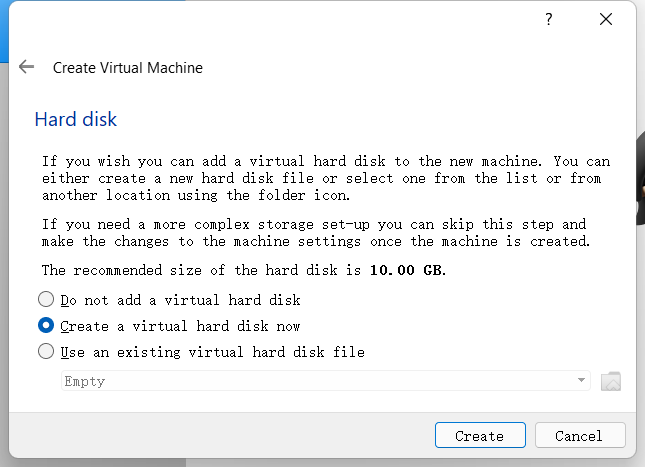 ?
Create Virtual Machine
Hard disk
If you wish you can add a virtual hard disk to the new machine. You can
either create a new hard disk file or select one from the list or from
another location using the folder icon.
If you need a more complex storage set-up you can skip this step and
make the changes to the machine settings once the machine is created.
The recommended size of the hard disk is 10.00 GB.
Do not add a virtual hard disk
Create a virtual hard disk now
Use an existing virtual hard disk file
Empty
Create Cancel